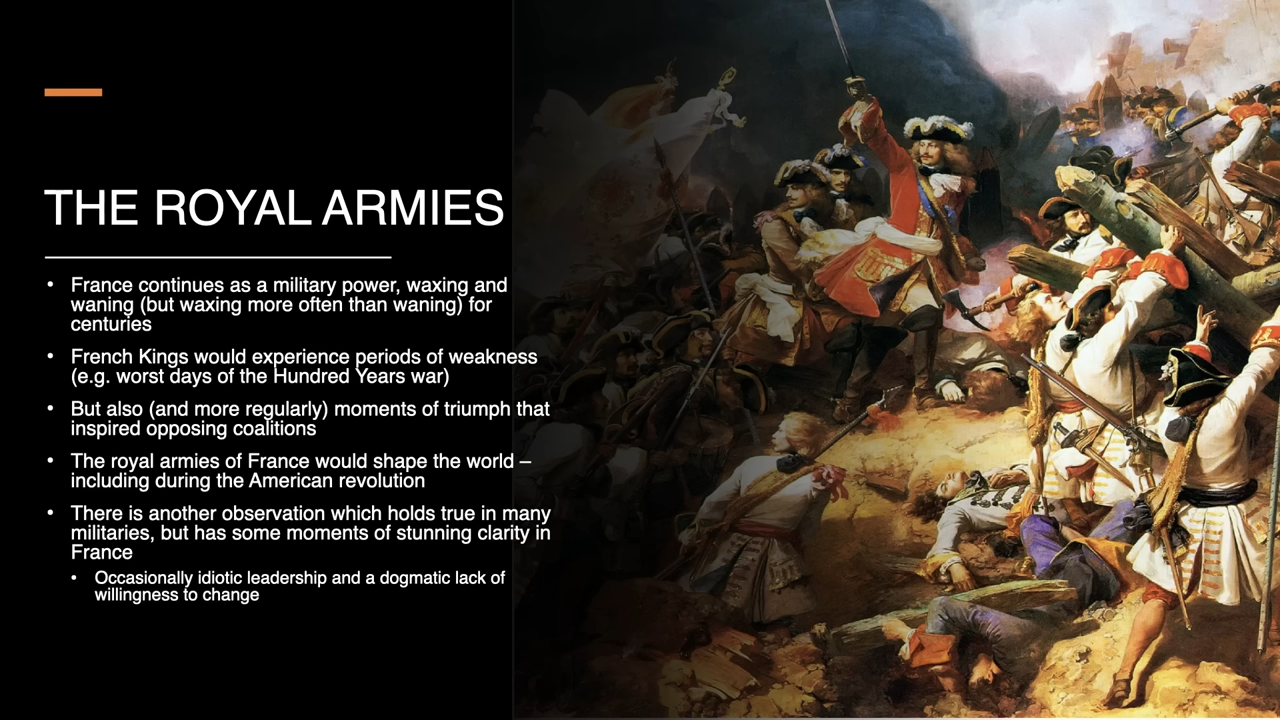 THE ROYAL ARMIES
• France continues as a military power, waxing and
waning (but waxing more often than waning) for
centuries
• French Kings would experience periods of weakness
(e.g. worst days of the Hundred Years war)
• But also (and more regularly) moments of triumph that
inspired opposing coalitions
• The royal armies of France would shape the world –
including during the American revolution
• There is another observation which holds true in many
militaries, but has some moments of stunning clarity in
France
• Occasionally idiotic leadership and a dogmatic lack of
willingness to change